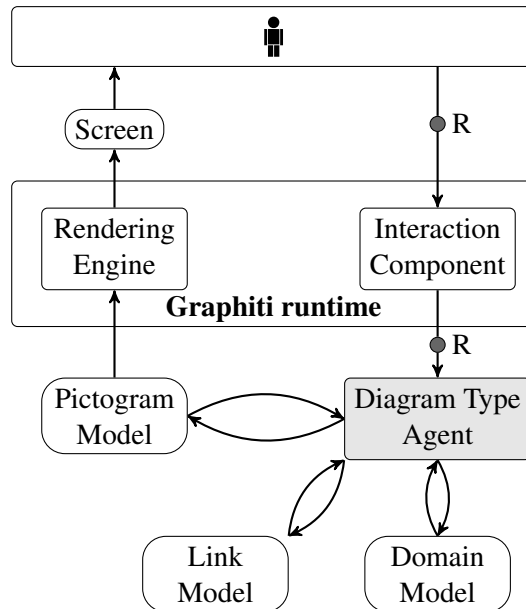 Screen
R
Rendering
Engine
Interaction
Component
Graphiti runtime
R
Pictogram
Model
Diagram Type
Agent
Link
Model
Domain
Model